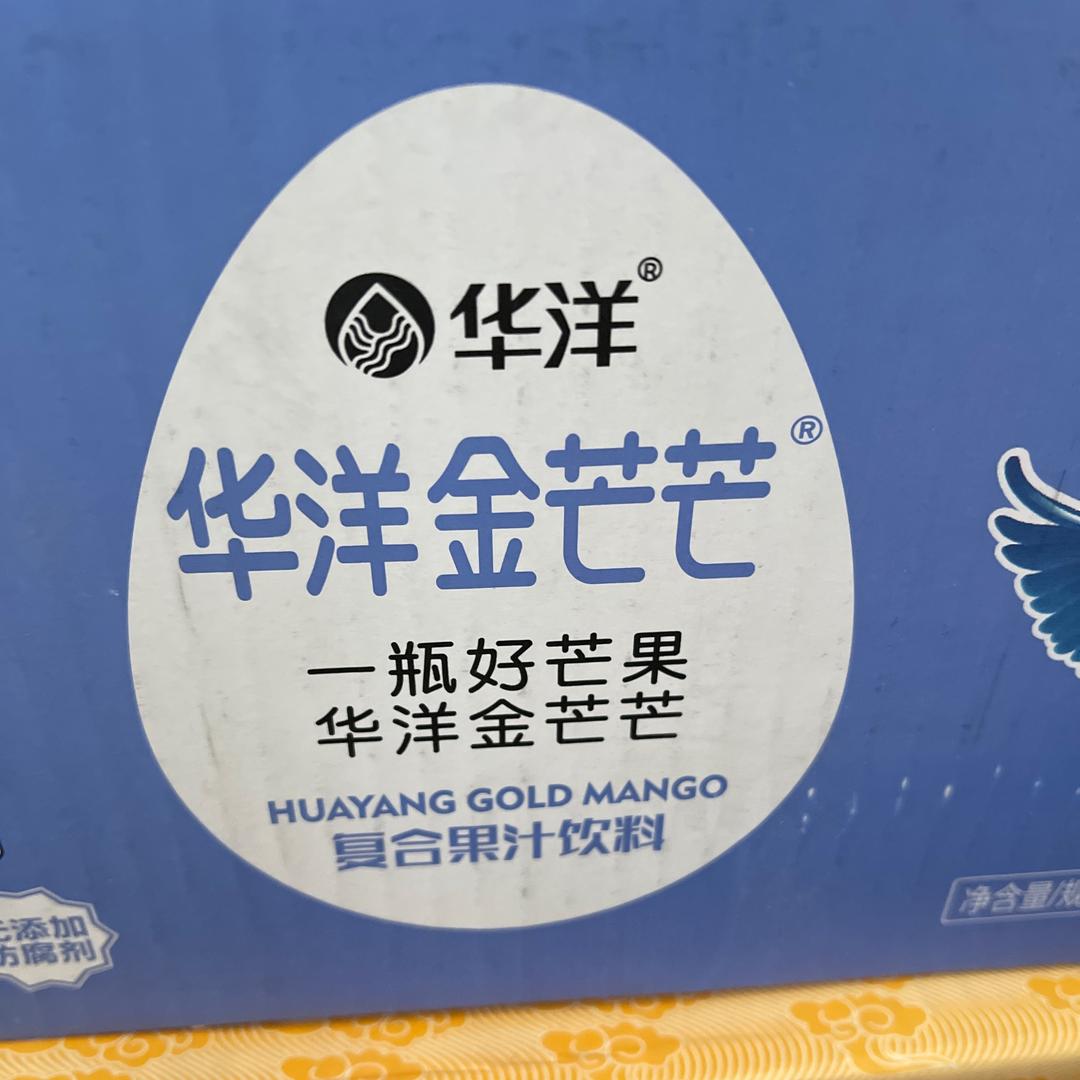 华洋®
华洋金芒芒®
一瓶好芒果
华洋金芒芒
HUAYANG GOLD MANGO
复合果汁饮料
添加
防腐剂
净含量/规